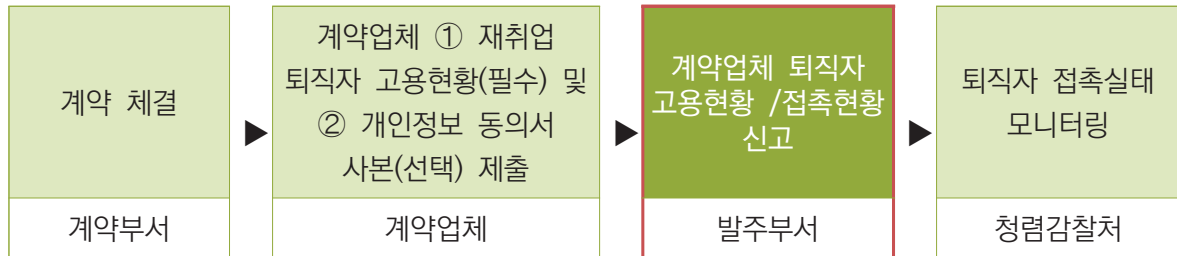 계약 체결
계약부서
▶
계약업체 ① 재취업
퇴직자 고용현황(필수) 및
② 개인정보 동의서
사본(선택) 제출
계약업체
▶
계약업체 퇴직자
고용현황 /접촉현황
신고
발주부서
▶
퇴직자 접촉실태
모니터링
청렴감찰처